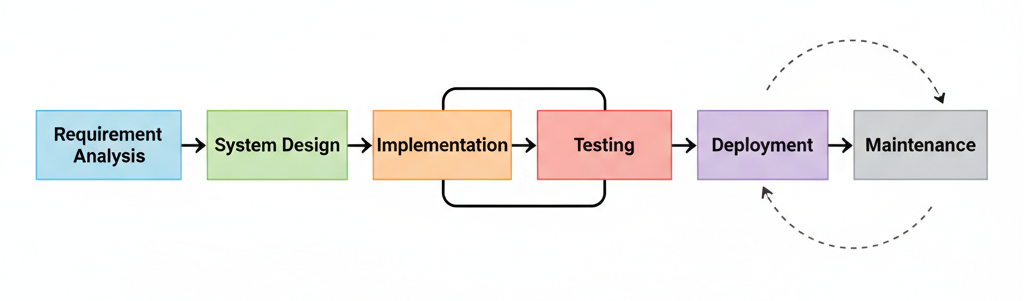 Requirement
Analysis
System Design
Implementation
Testing
Deployment
Maintenance